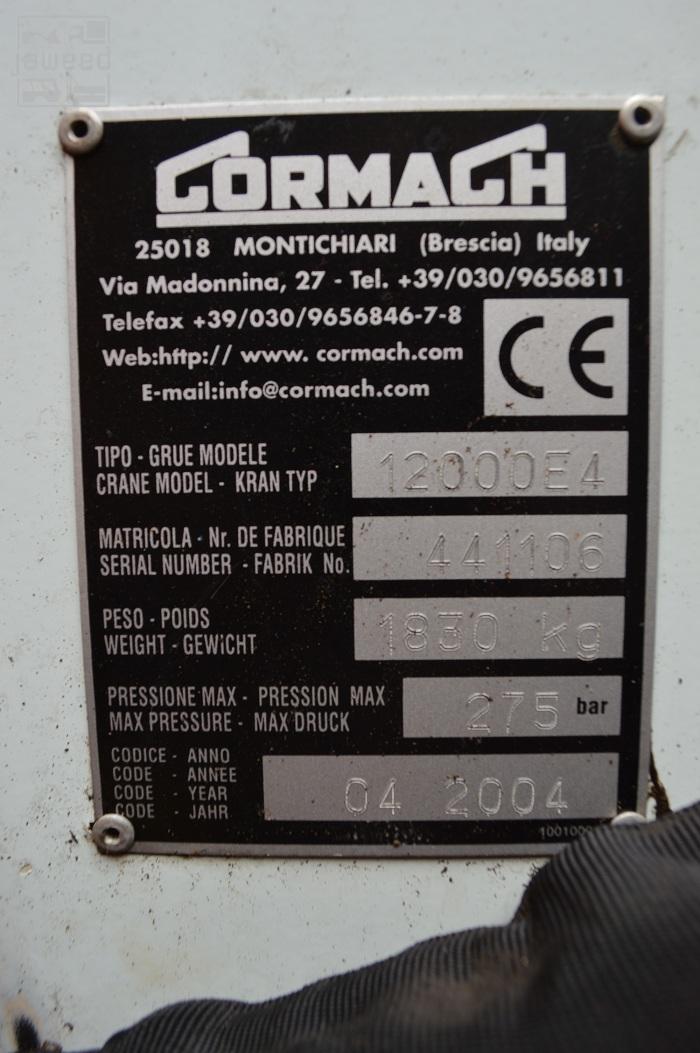 CORMACH
25018 MONTICHIARI (Brescia) Italy
Via Madonnina, 27 - Tel. +39/030/9656811
Telefax +39/030/9656846-7-8
Web:http:// www. cormach.com
E-mail:info@cormach.com
CE
TIPO - GRUE MODELE
CRANE MODEL - KRAN TYP
12000E4
MATRICOLA - Nr. DE FABRIQUE
SERIAL NUMBER - FABRIK No.
441106
PESO - POIDS
WEIGHT - GEWiCHT
1830 kg
PRESSIONE MAX - PRESSION MAX
MAX PRESSURE - MAX DRUCK
275 bar
CODICE - ANNO
CODE - ANNEE
CODE - YEAR
CODE - JAHR
04 2004